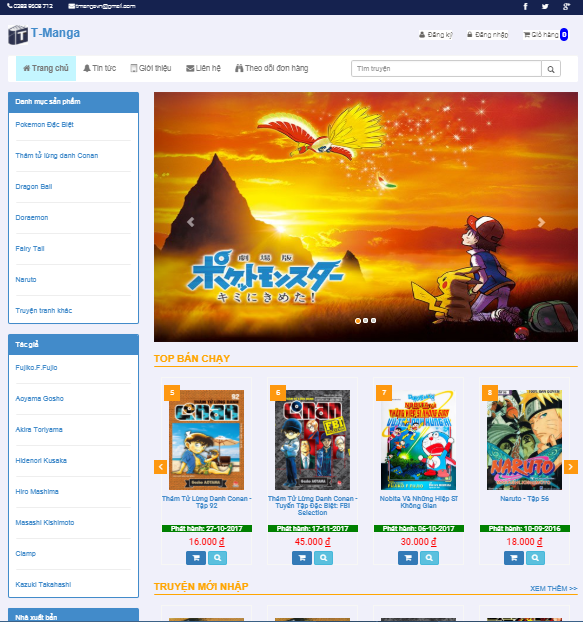 0383 9608 713 tmangavn@gmail.com
T-Manga
Đăng ký Đăng nhập Giỏ hàng 0
Trang chủ Tin tức Giới thiệu Liên hệ Theo dõi đơn hàng Tìm truyện
Danh mục sản phẩm
Pokemon Đặc Biệt
Thám tử lừng danh Conan
Dragon Ball
Doraemon
Fairy Tail
Naruto
Truyện tranh khác
劇場版
ポケットモンスター
キミにきめた!
Tác giả
Fujiko.F.Fujio
Aoyama Gosho
Akira Toriyama
Hidenori Kusaka
Hiro Mashima
Masashi Kishimoto
Clamp
Kazuki Takahashi
Nhà xuất bản
TOP BÁN CHẠY
5 6 7 8
THÁM TỬ LỪNG DANH 92
Conan
Conan
FBI
NARUTO
Thám Tử Lừng Danh Conan -
Tập 92
Phát hành: 27-10-2017
16.000 đ
Thám Tử Lừng Danh Conan -
Tuyển Tập Đặc Biệt: FBI
Selection
Phát hành: 17-11-2017
45.000 đ
Nobita Và Những Hiệp Sĩ
Không Gian
Phát hành: 06-10-2017
30.000 đ
Naruto - Tập 56
Phát hành: 10-09-2016
18.000 đ
TRUYỆN MỚI NHẬP
XEM THÊM >>